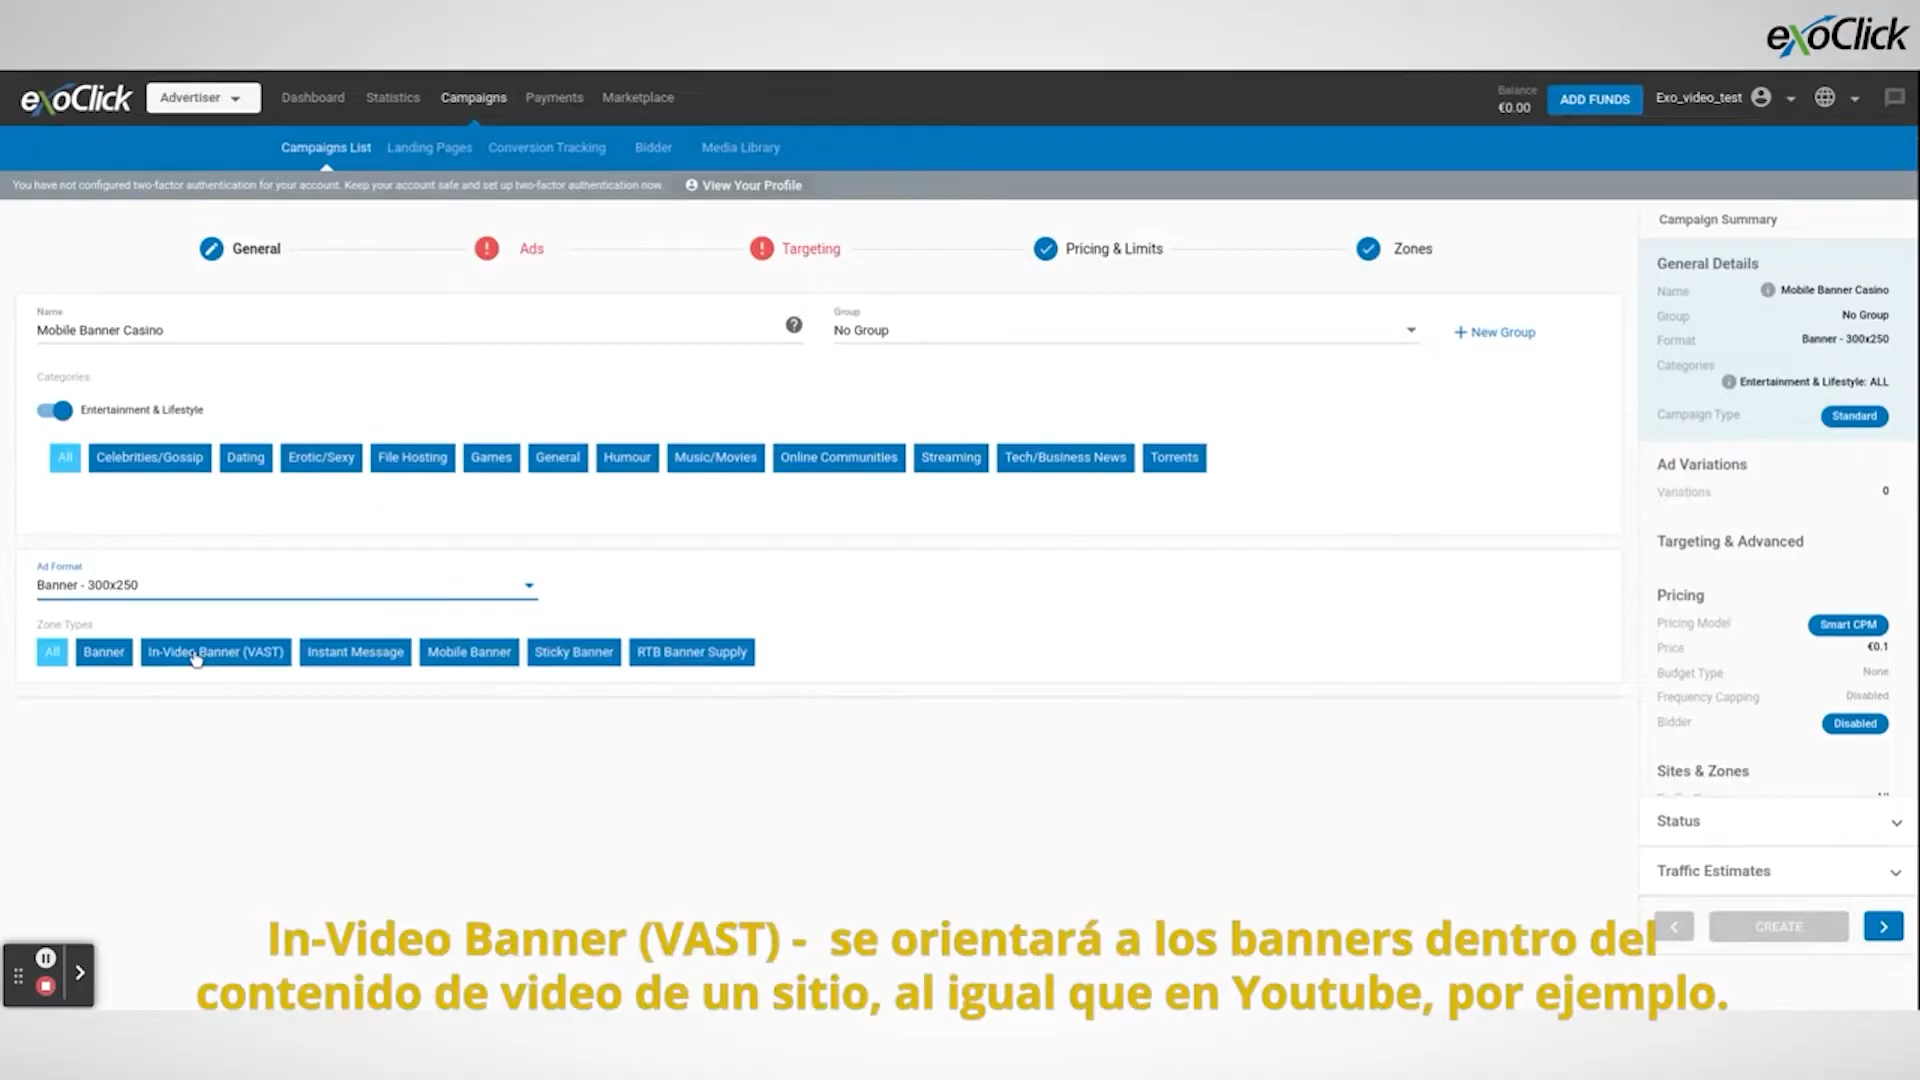 exoClick
exoClick
Advertiser
Dashboard
Statistics
Campaigns
Payments
Marketplace
Balance
€0.00
ADD FUNDS
Exo_video_test
Campaigns List
Landing Pages
Conversion Tracking
Bidder
Media Library
You have not configured two-factor authentication for your account. Keep your account safe and set up two-factor authentication now.
View Your Profile
General
Ads
Targeting
Pricing & Limits
Zones
Name
Mobile Banner Casino
Group
No Group
+ New Group
Categories
Entertainment & Lifestyle
All
Celebrities/Gossip
Dating
Erotic/Sexy
File Hosting
Games
General
Humour
Music/Movies
Online Communities
Streaming
Tech/Business News
Torrents
Ad Format
Banner - 300x250
Zone Types
All
Banner
In-Video Banner (VAST)
Instant Message
Mobile Banner
Sticky Banner
RTB Banner Supply
Campaign Summary
General Details
Name Mobile Banner Casino
Group No Group
Format Banner - 300x250
Categories
Entertainment & Lifestyle: ALL
Campaign Type Standard
Ad Variations
Variations 0
Targeting & Advanced
Pricing
Pricing Model Smart CPM
Price €0.1
Budget Type None
Frequency Capping Disabled
Bidder Disabled
Sites & Zones
Status
Traffic Estimates
CREATE
In-Video Banner (VAST) - se orientará a los banners dentro del
contenido de video de un sitio, al igual que en Youtube, por ejemplo.